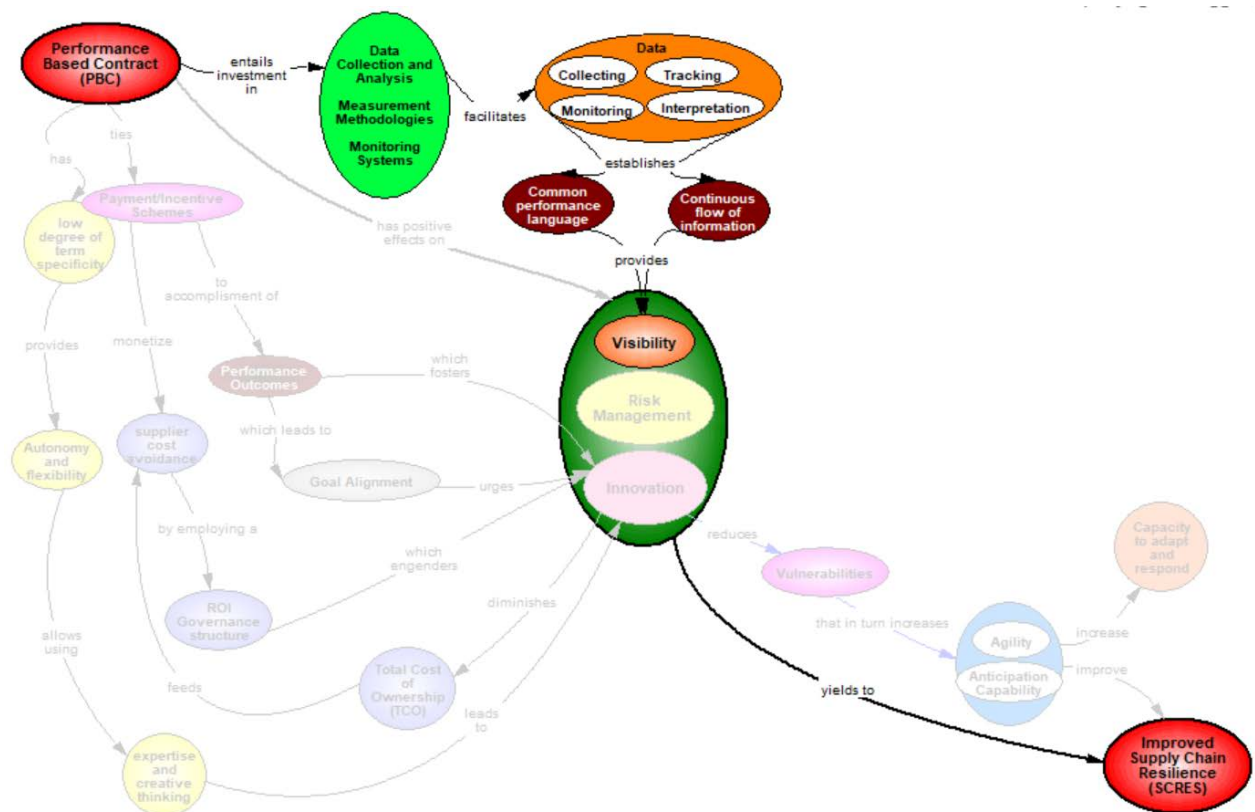 Performance
Based Contract
(PBC)
entails
investment
in
Data
Collection and
Analysis
Measurement
Methodologies
Monitoring
Systems
facilitates
Data
Collecting
Tracking
Monitoring
Interpretation
establishes
Common
performance
language
Continuous
flow of
information
provides
has
ties
Payment/Incentive
Schemes
low
degree of
term
specificity
has positive
effects on
to
accomplisment of
provides
monetize
Visibility
Performance
Outcomes
which
fosters
Risk
Management
Autonomy
and
flexibility
supplier
cost
avoidance
which leads to
Goal Alignment
urges
Innovation
by employing a
which
engenders
reduces
Vulnerabilities
Capacity
to adapt
and
respond
ROI
Governance
structure
diminishes
that in turn increases
Agility
increase
Anticipation
Capability
improve
allows
using
feeds
Total Cost
of
Ownership
(TCO)
leads
to
yields to
expertise
and
creative
thinking
Improved
Supply Chain
Resilience
(SCRES)